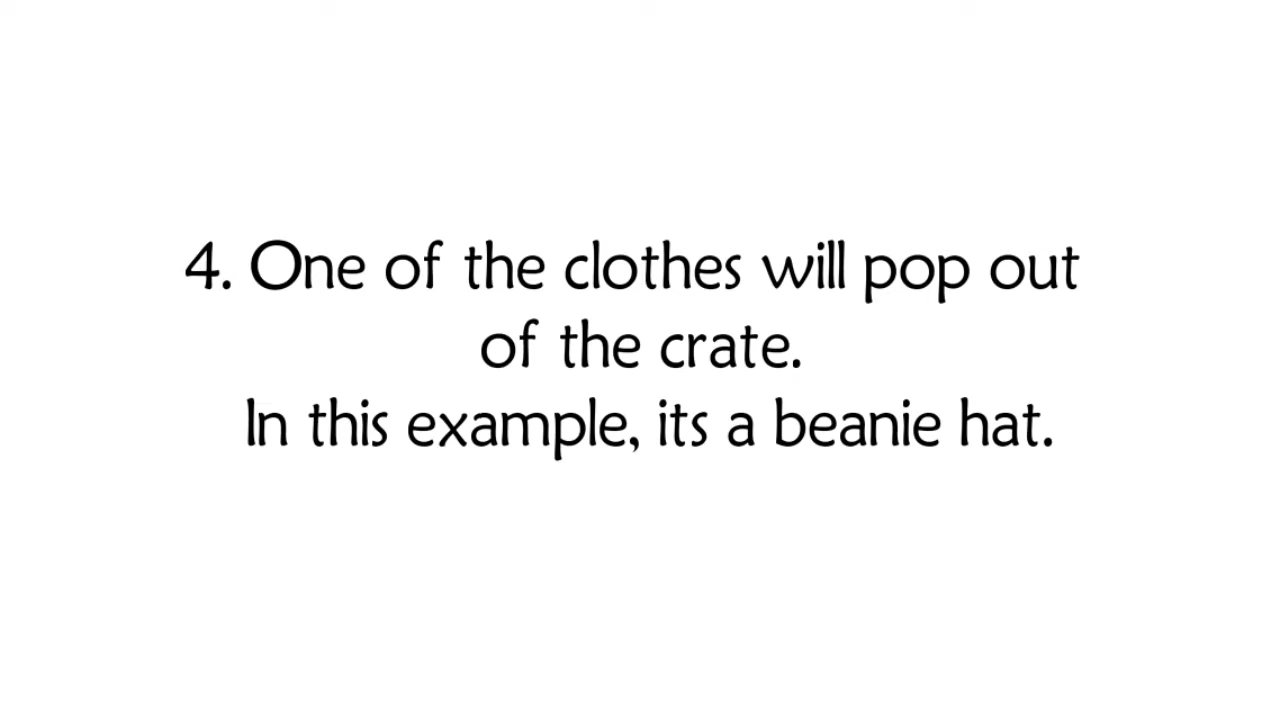 4. One of the clothes will pop out
of the crate.
In this example, its a beanie hat.